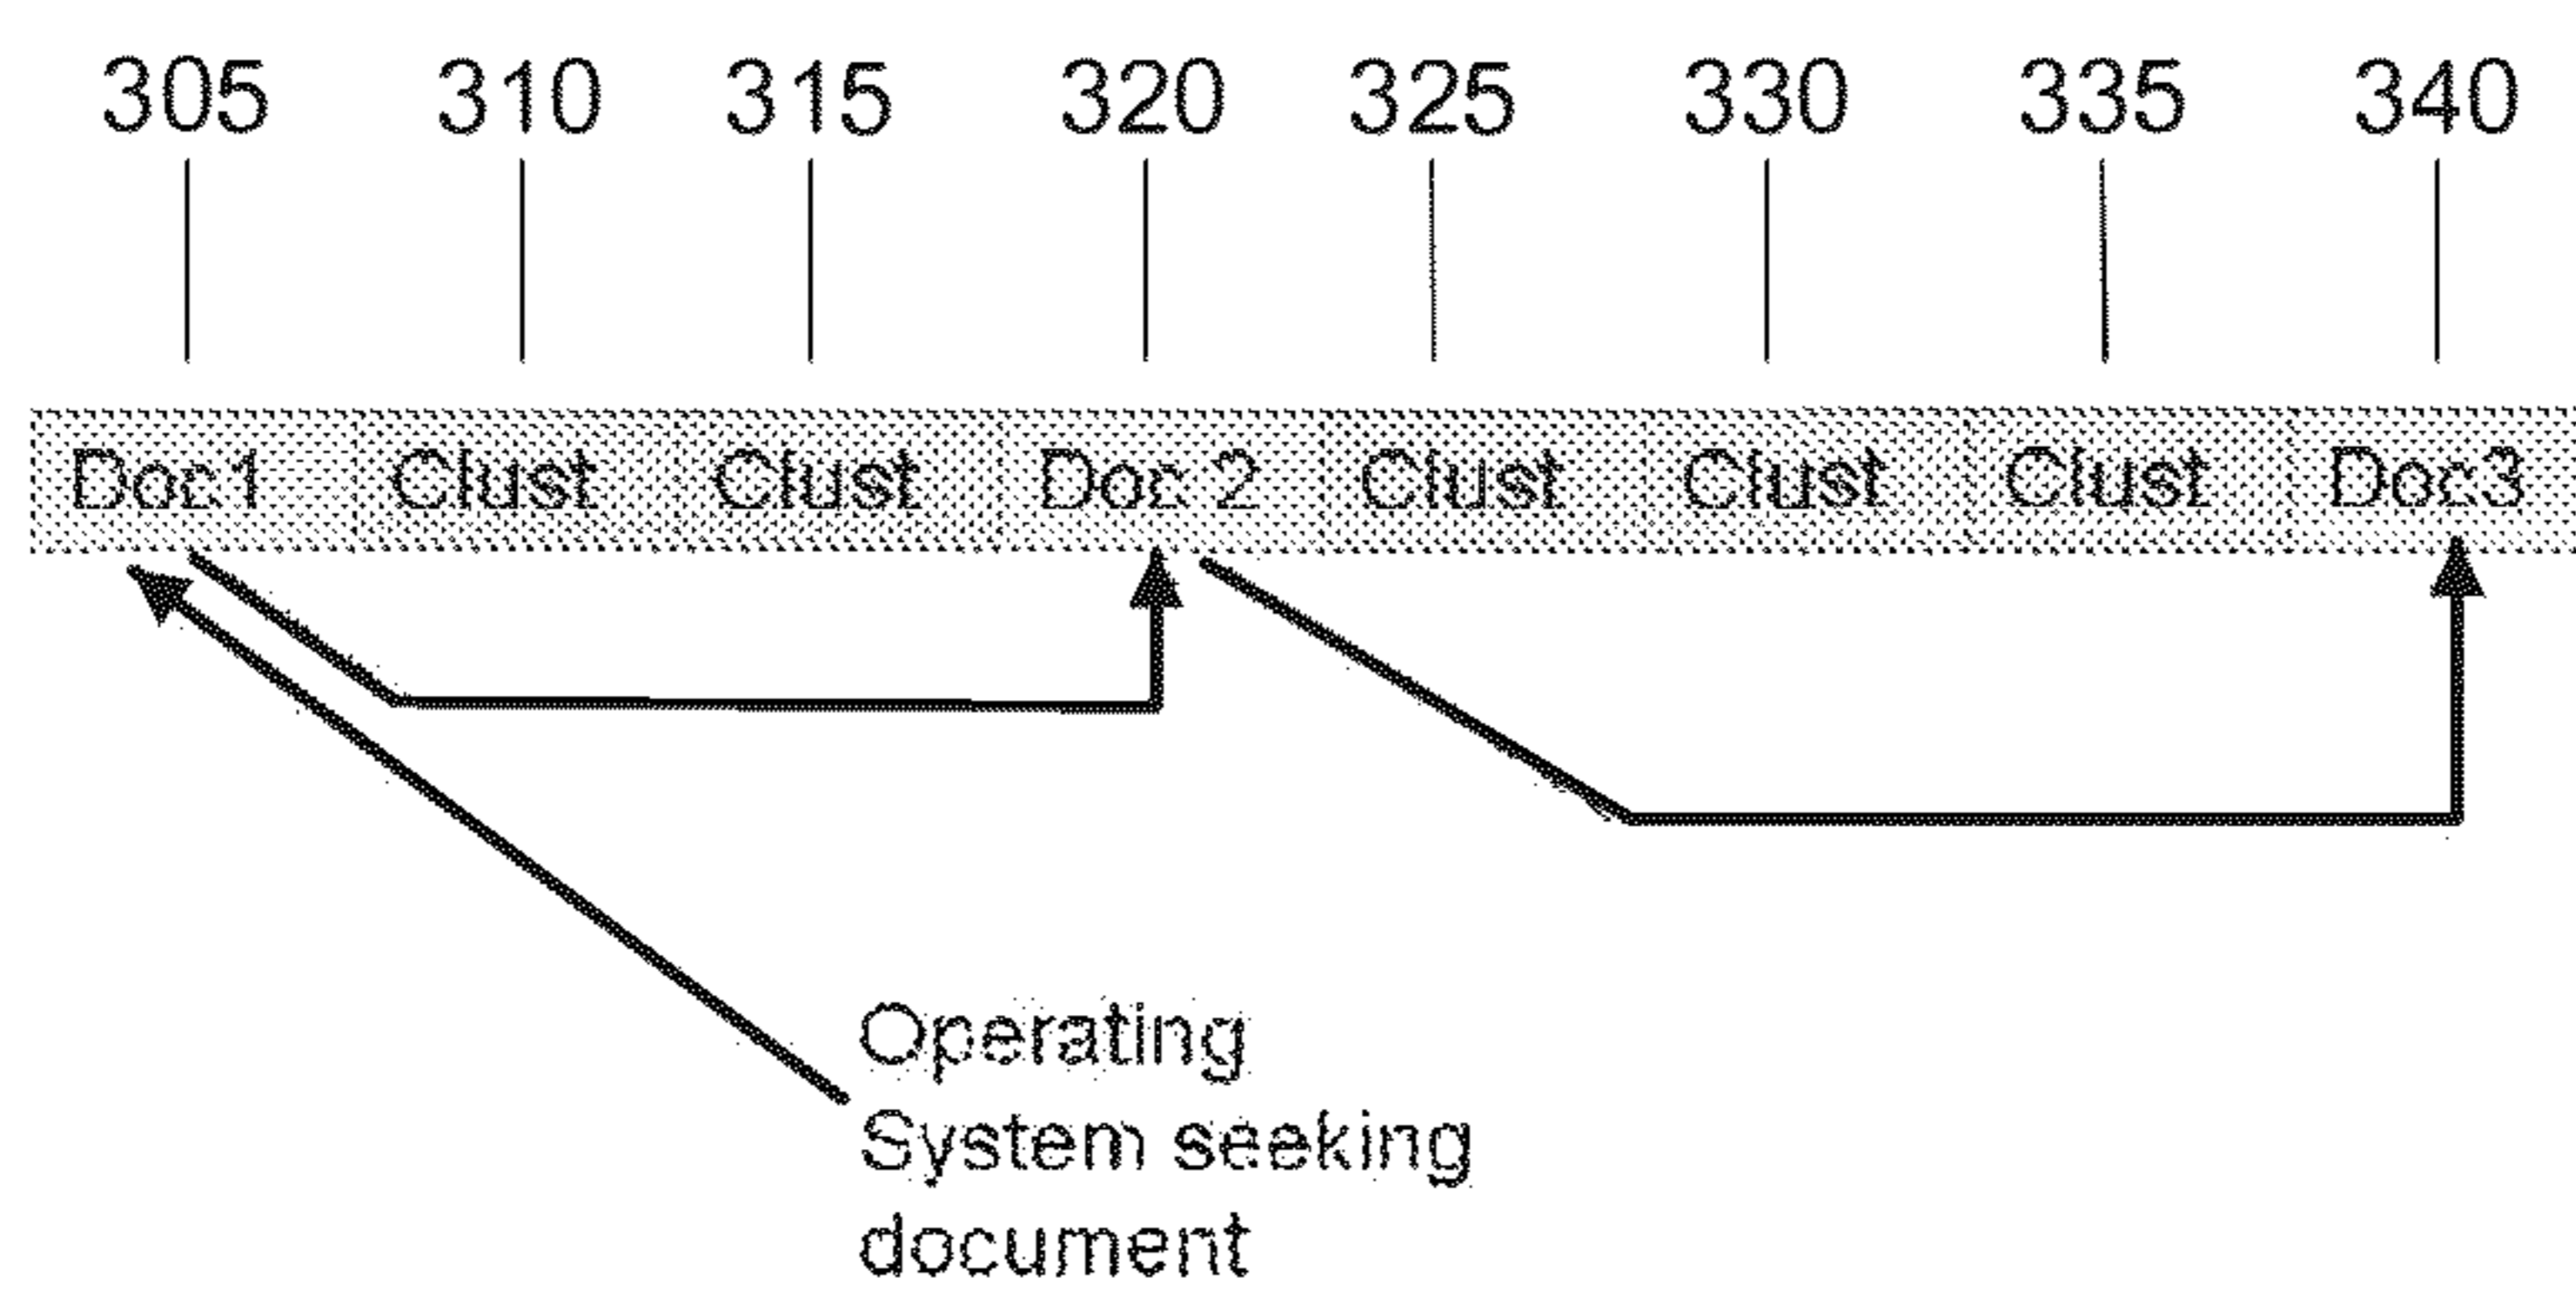 305 310 315 320 325 330 335 340
Doc1 Clust Clust Doc 2 Clust Clust Clust Doc3
Operating
System seeking
document